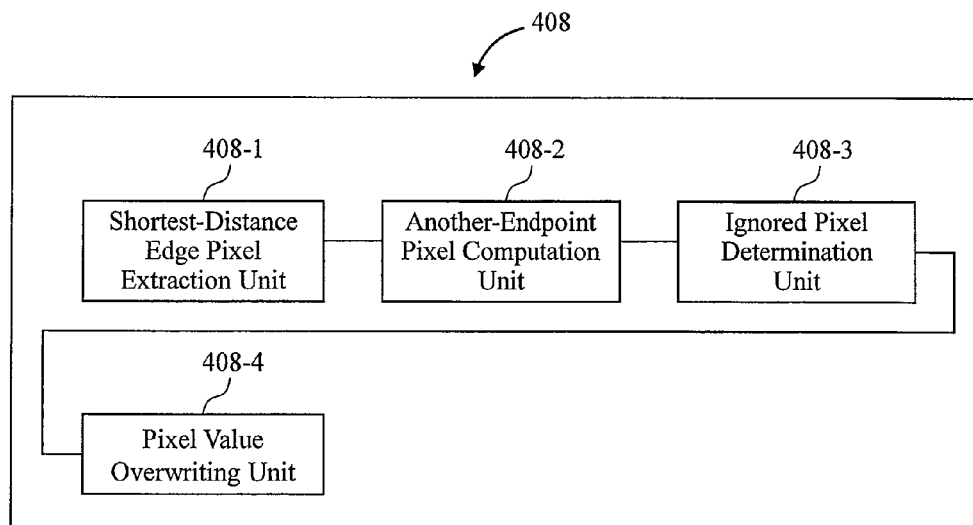 408
408-1
408-2
408-3
Shortest-Distance
Edge Pixel
Extraction Unit
Another-Endpoint
Pixel Computation
Unit
Ignored Pixel
Determination
Unit
408-4
Pixel Value
Overwriting Unit